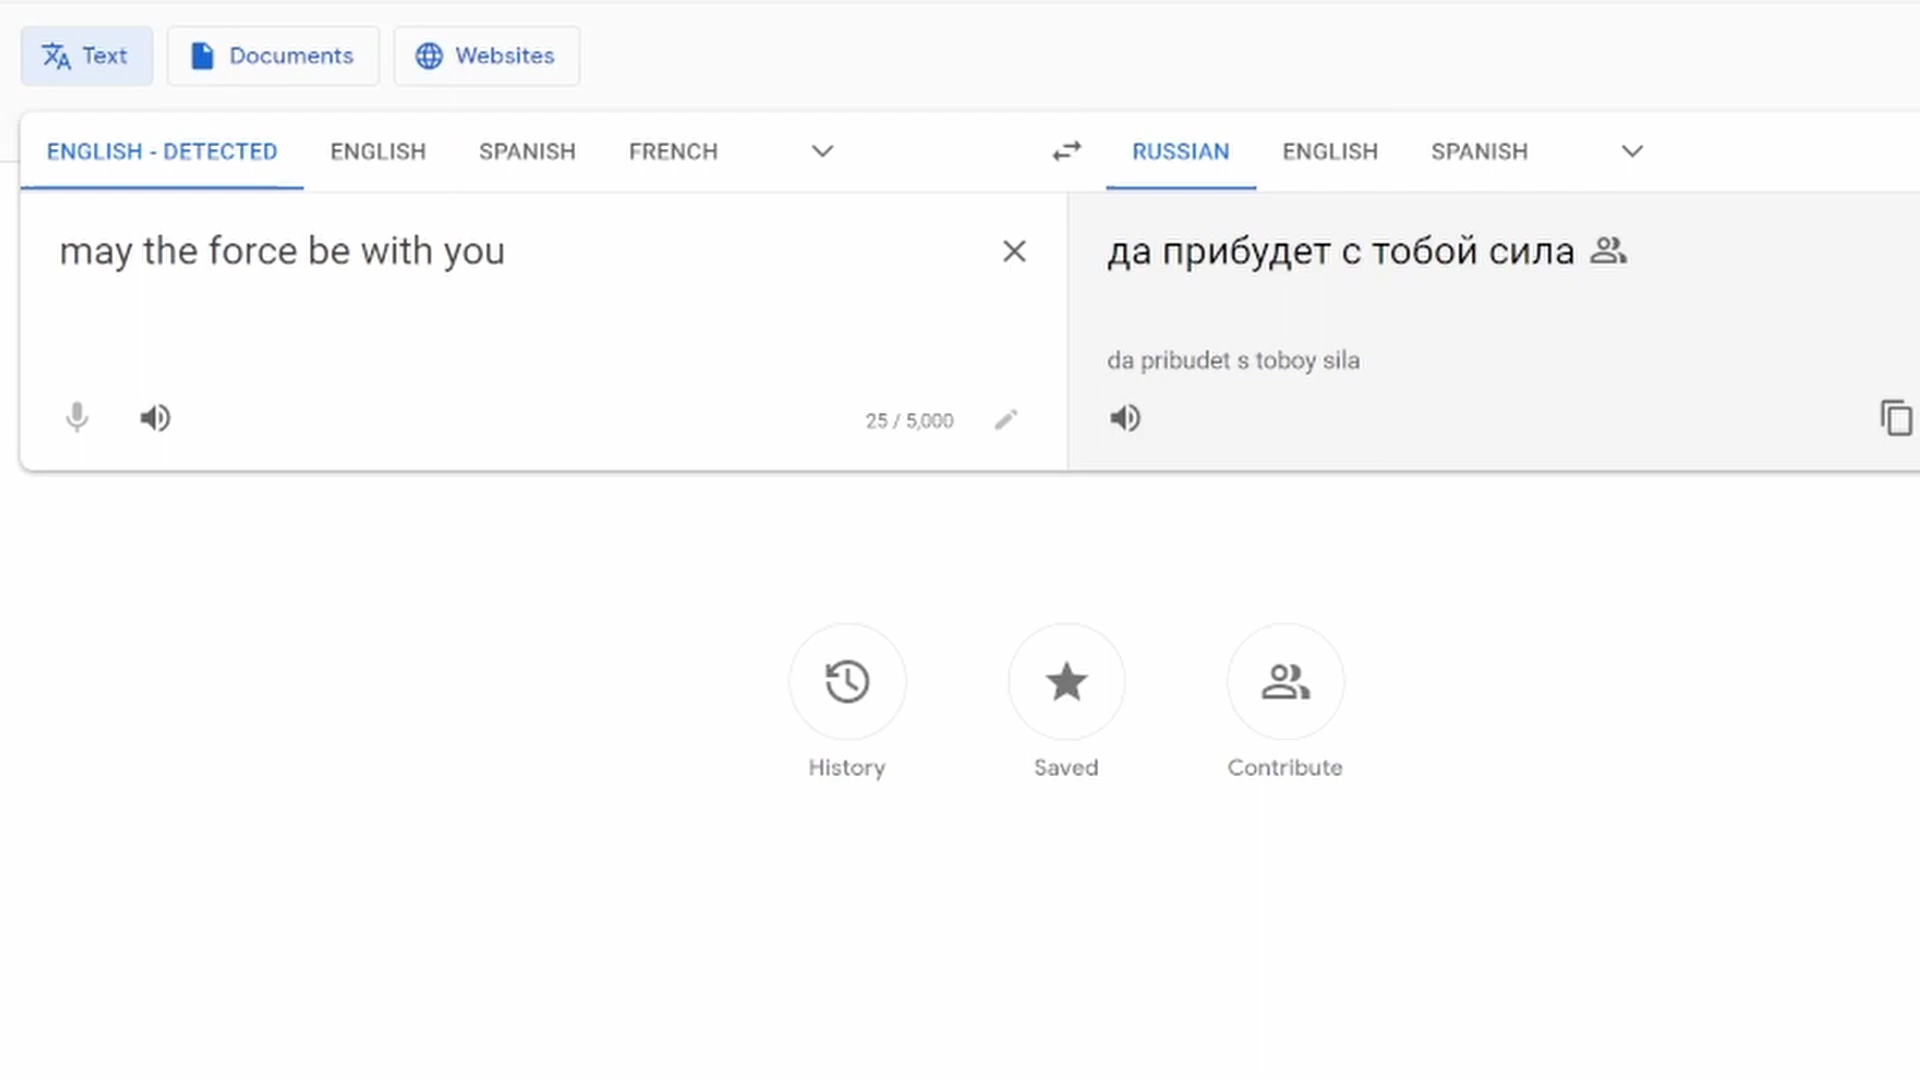 Text Documents Websites
ENGLISH - DETECTED ENGLISH SPANISH FRENCH RUSSIAN ENGLISH SPANISH
may the force be with you
да прибудет с тобой сила
da pribudet s toboy sila
25 / 5,000
History Saved Contribute